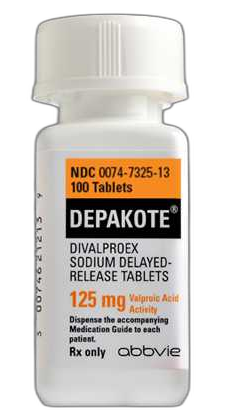 NDC 0074-7325-13
100 Tablets
DEPAKOTE®
DIVALPROEX
SODIUM DELAYED-
RELEASE TABLETS
125 mg Valproic Acid
Activity
Dispense the accompanying
Medication Guide to each
patient.
Rx only abbvie